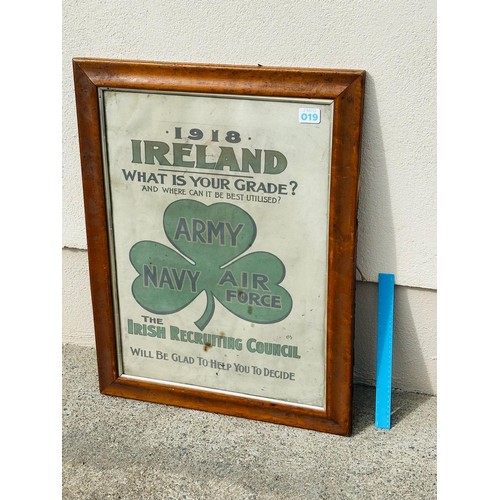 019
· 1918 ·
IRELAND
WHAT IS YOUR GRADE?
AND WHERE CAN IT BE BEST UTILISED?
ARMY
NAVY
AIR
FORCE
THE
IRISH RECRUITING COUNCIL
WILL BE GLAD TO HELP YOU TO DECIDE